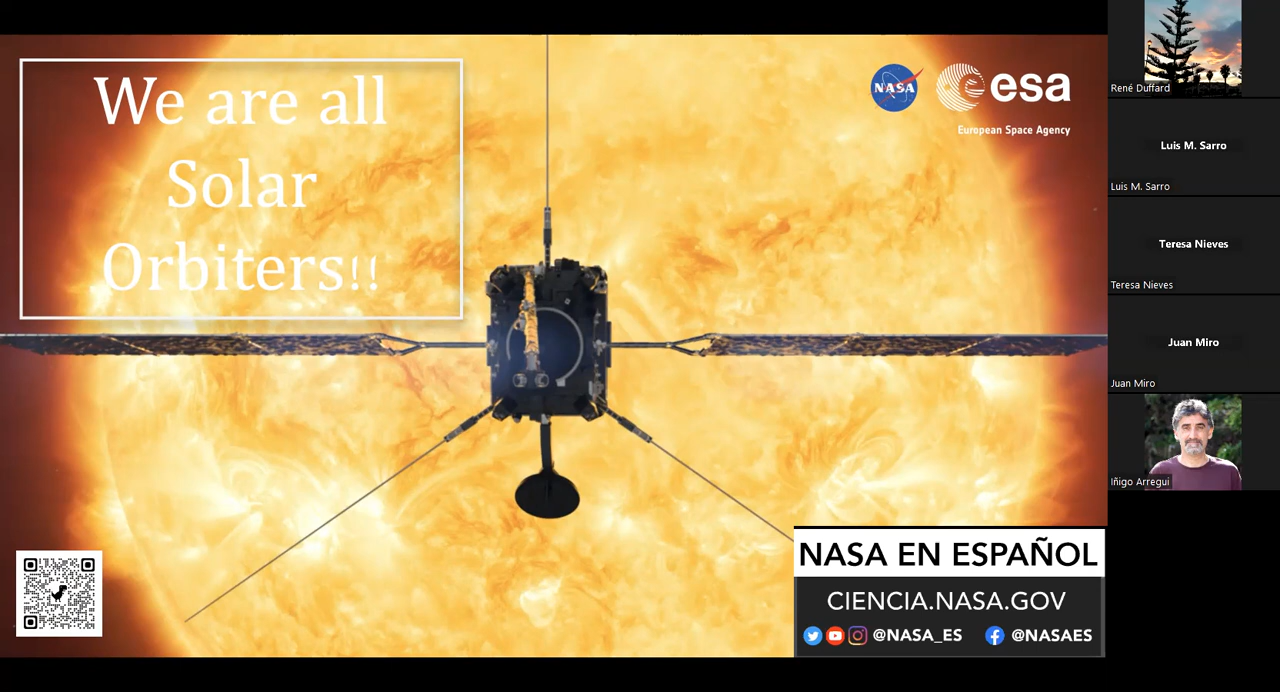 We are all
Solar
Orbiters!!
NASA
esa
European Space Agency
NASA EN ESPAÑOL
CIENCIA.NASA.GOV
@NASA_ES @NASAES
René Duffard
Luis M. Sarro
Luis M. Sarro
Teresa Nieves
Teresa Nieves
Juan Miro
Juan Miro
Iñigo Arregui